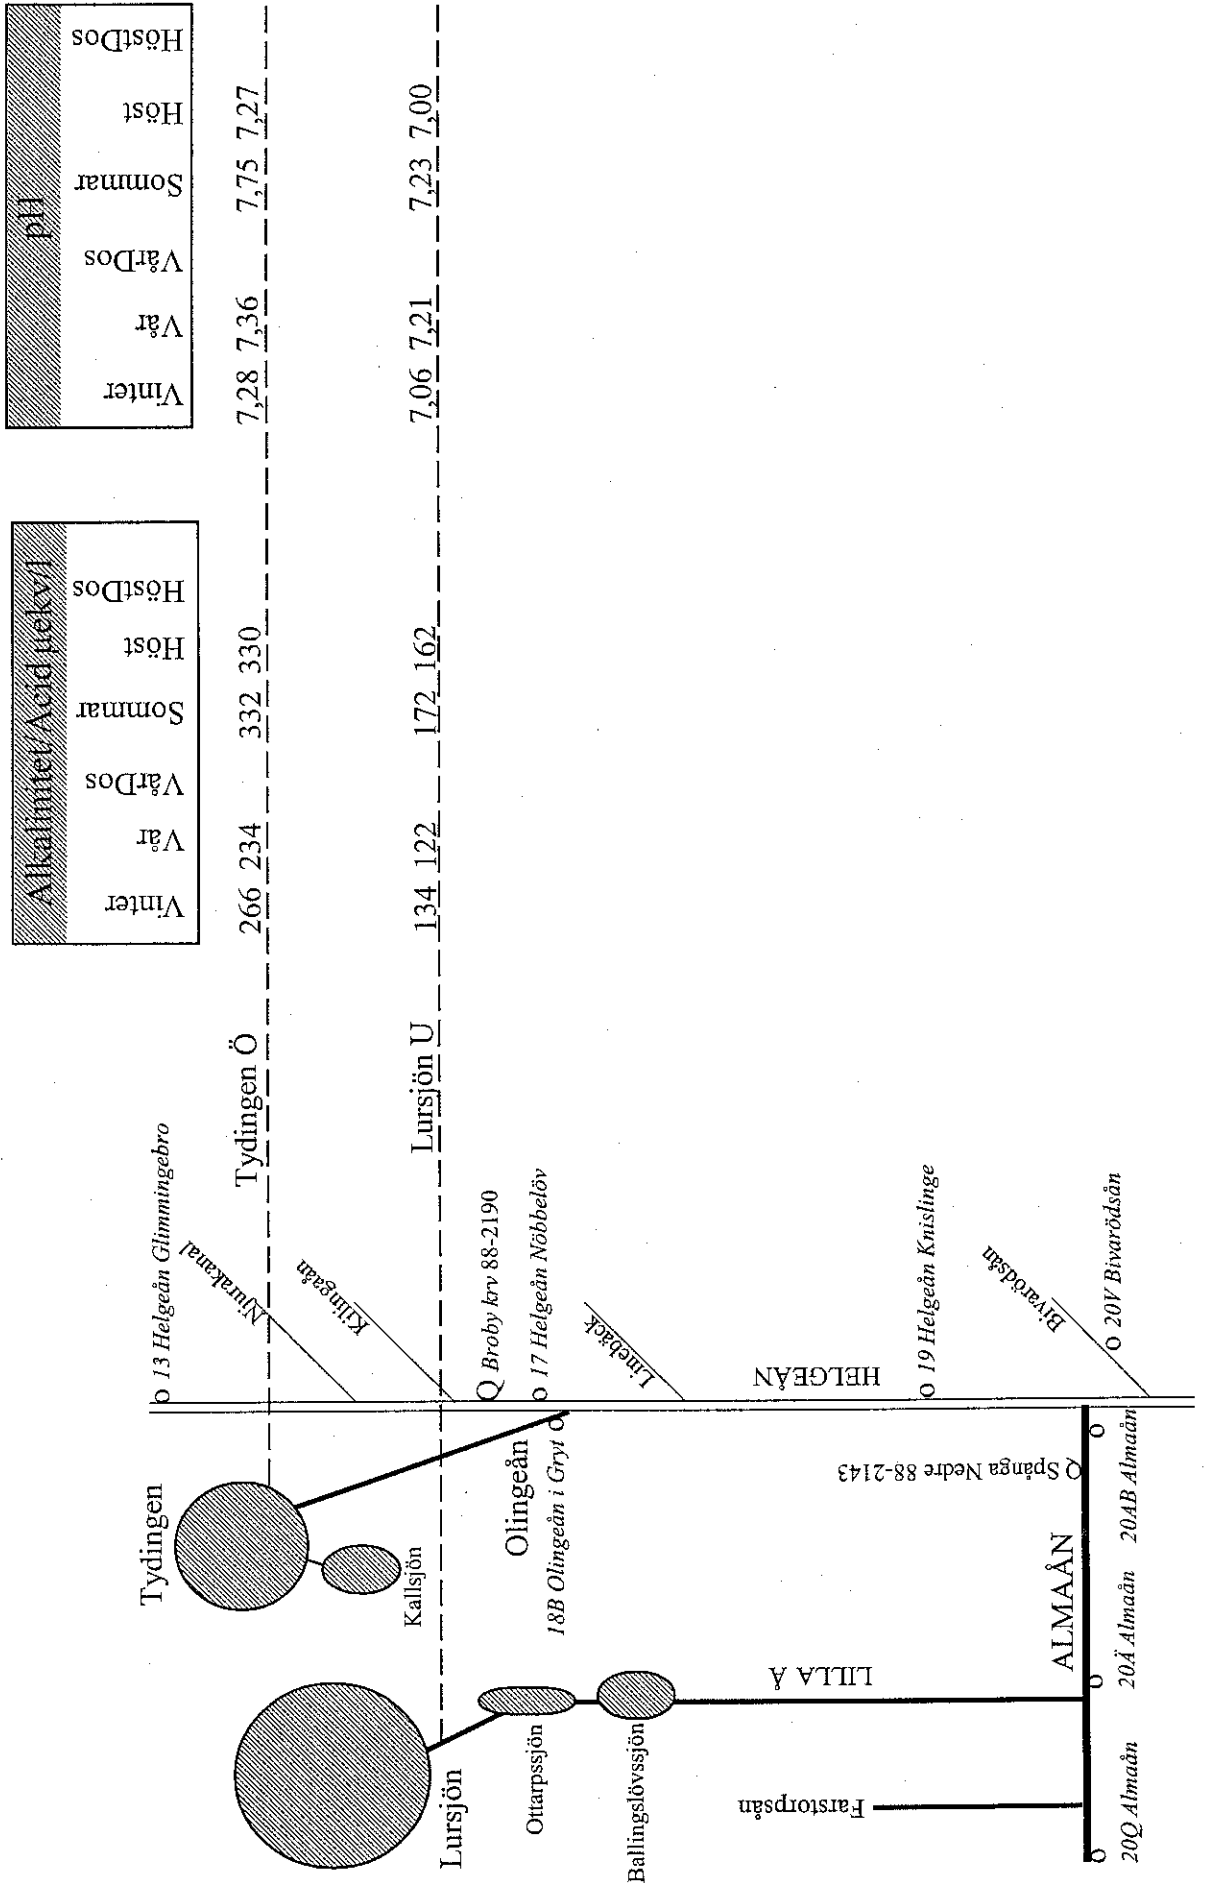 Alkalinitet/Acid µekv/l
Vinter Vår VårDos Sommar Höst HöstDos
pH
Vinter Vår VårDos Sommar Höst HöstDos
13 Helgeån Glimmingebro
Njurakanal
Tydingen
Tydingen Ö 266 234 332 330 7,28 7,36 7,75 7,27
Kilingaån
Kallsjön
Lursjön
Lursjön U 134 122 172 162 7,06 7,21 7,23 7,00
Q Broby krv 88-2190
Olingeån
17 Helgeån Nöbbelöv
18B Olingeån i Gryt
Ottarpssjön
Linebäck
Ballingslövssjön
LILLA Å
HELGEÅN
Farstorpsån
Q Spånga Nedre 88-2143
19 Helgeån Knislinge
Bivarödsån
ALMAÅN
20V Bivarödsån
20Q Almaån
20Ä Almaån
20AB Almaån